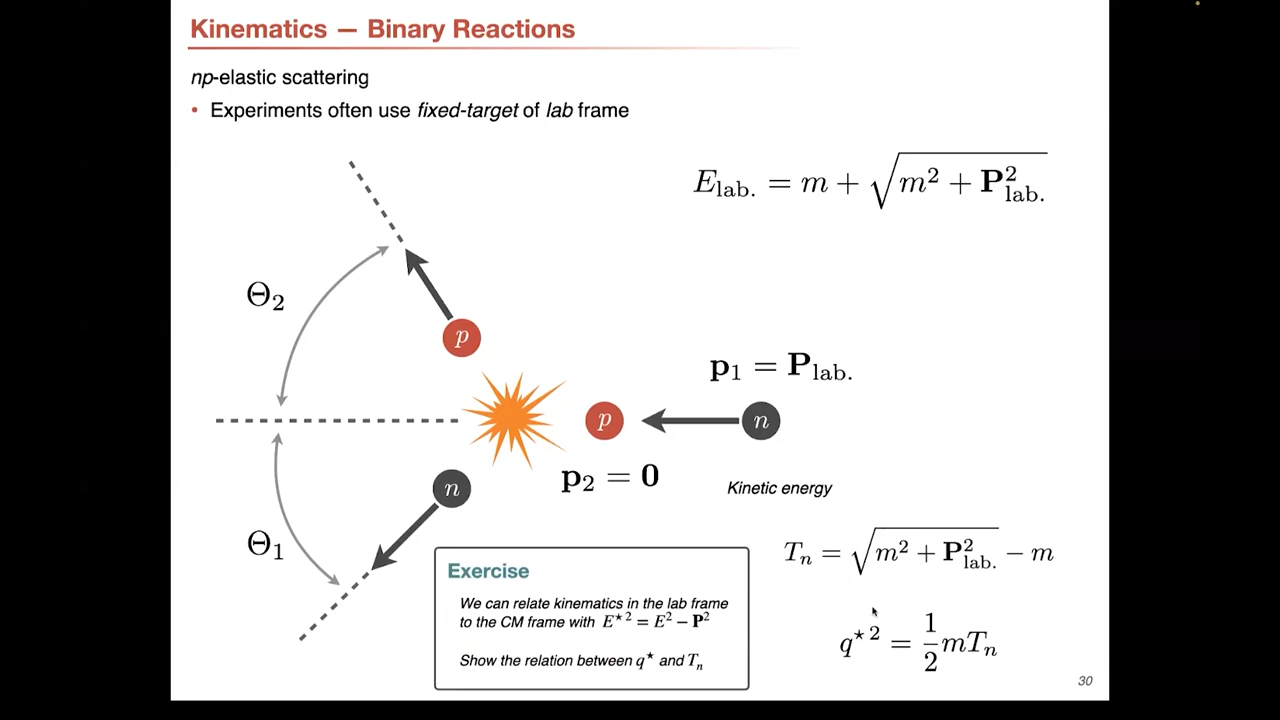 Kinematics — Binary Reactions
np-elastic scattering
• Experiments often use fixed-target of lab frame
E_lab. = m + √(m² + P²_lab.)
Θ₂
p
p₁ = P_lab.
p
n
p₂ = 0
n
Kinetic energy
Θ₁
T_n = √(m² + P²_lab.) − m
Exercise
We can relate kinematics in the lab frame
to the CM frame with E^⋆² = E² − P²
Show the relation between q^⋆ and T_n
q^⋆² = 1/2 mT_n
30